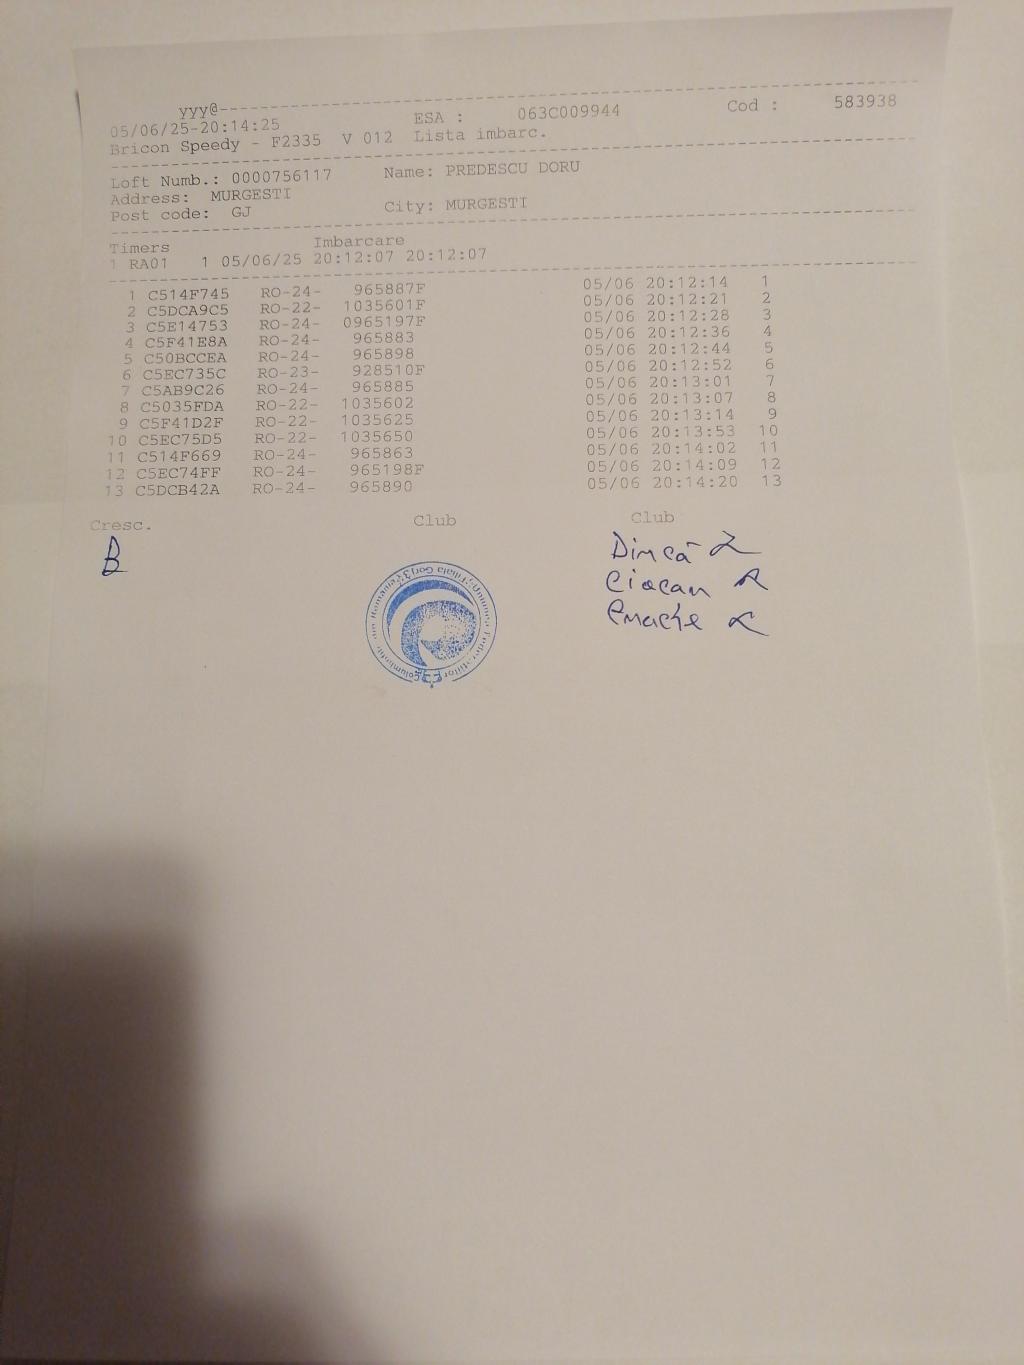 yyy@--------------------------------------------------------------------
05/06/25-20:14:25 ESA : 063C009944 Cod : 583938
Bricon Speedy - F2335 V 012 Lista imbarc.
Loft Numb.: 0000756117 Name: PREDESCU DORU
Address: MURGESTI
Post code: GJ City: MURGESTI
Timers Imbarcare
1 RA01 1 05/06/25 20:12:07 20:12:07
1 C514F745 RO-24- 965887F 05/06 20:12:14 1
2 C5DCA9C5 RO-22- 1035601F 05/06 20:12:21 2
3 C5E14753 RO-24- 0965197F 05/06 20:12:28 3
4 C5F41E8A RO-24- 965883 05/06 20:12:36 4
5 C50BCCEA RO-24- 965898 05/06 20:12:44 5
6 C5EC735C RO-23- 928510F 05/06 20:12:52 6
7 C5AB9C26 RO-24- 965885 05/06 20:13:01 7
8 C5035FDA RO-22- 1035602 05/06 20:13:07 8
9 C5F41D2F RO-22- 1035625 05/06 20:13:14 9
10 C5EC75D5 RO-22- 1035650 05/06 20:13:53 10
11 C514F669 RO-24- 965863 05/06 20:14:02 11
12 C5EC74FF RO-24- 965198F 05/06 20:14:09 12
13 C5DCB42A RO-24- 965890 05/06 20:14:20 13
Cresc. Club Club
Dincă
Ciocan
Enache